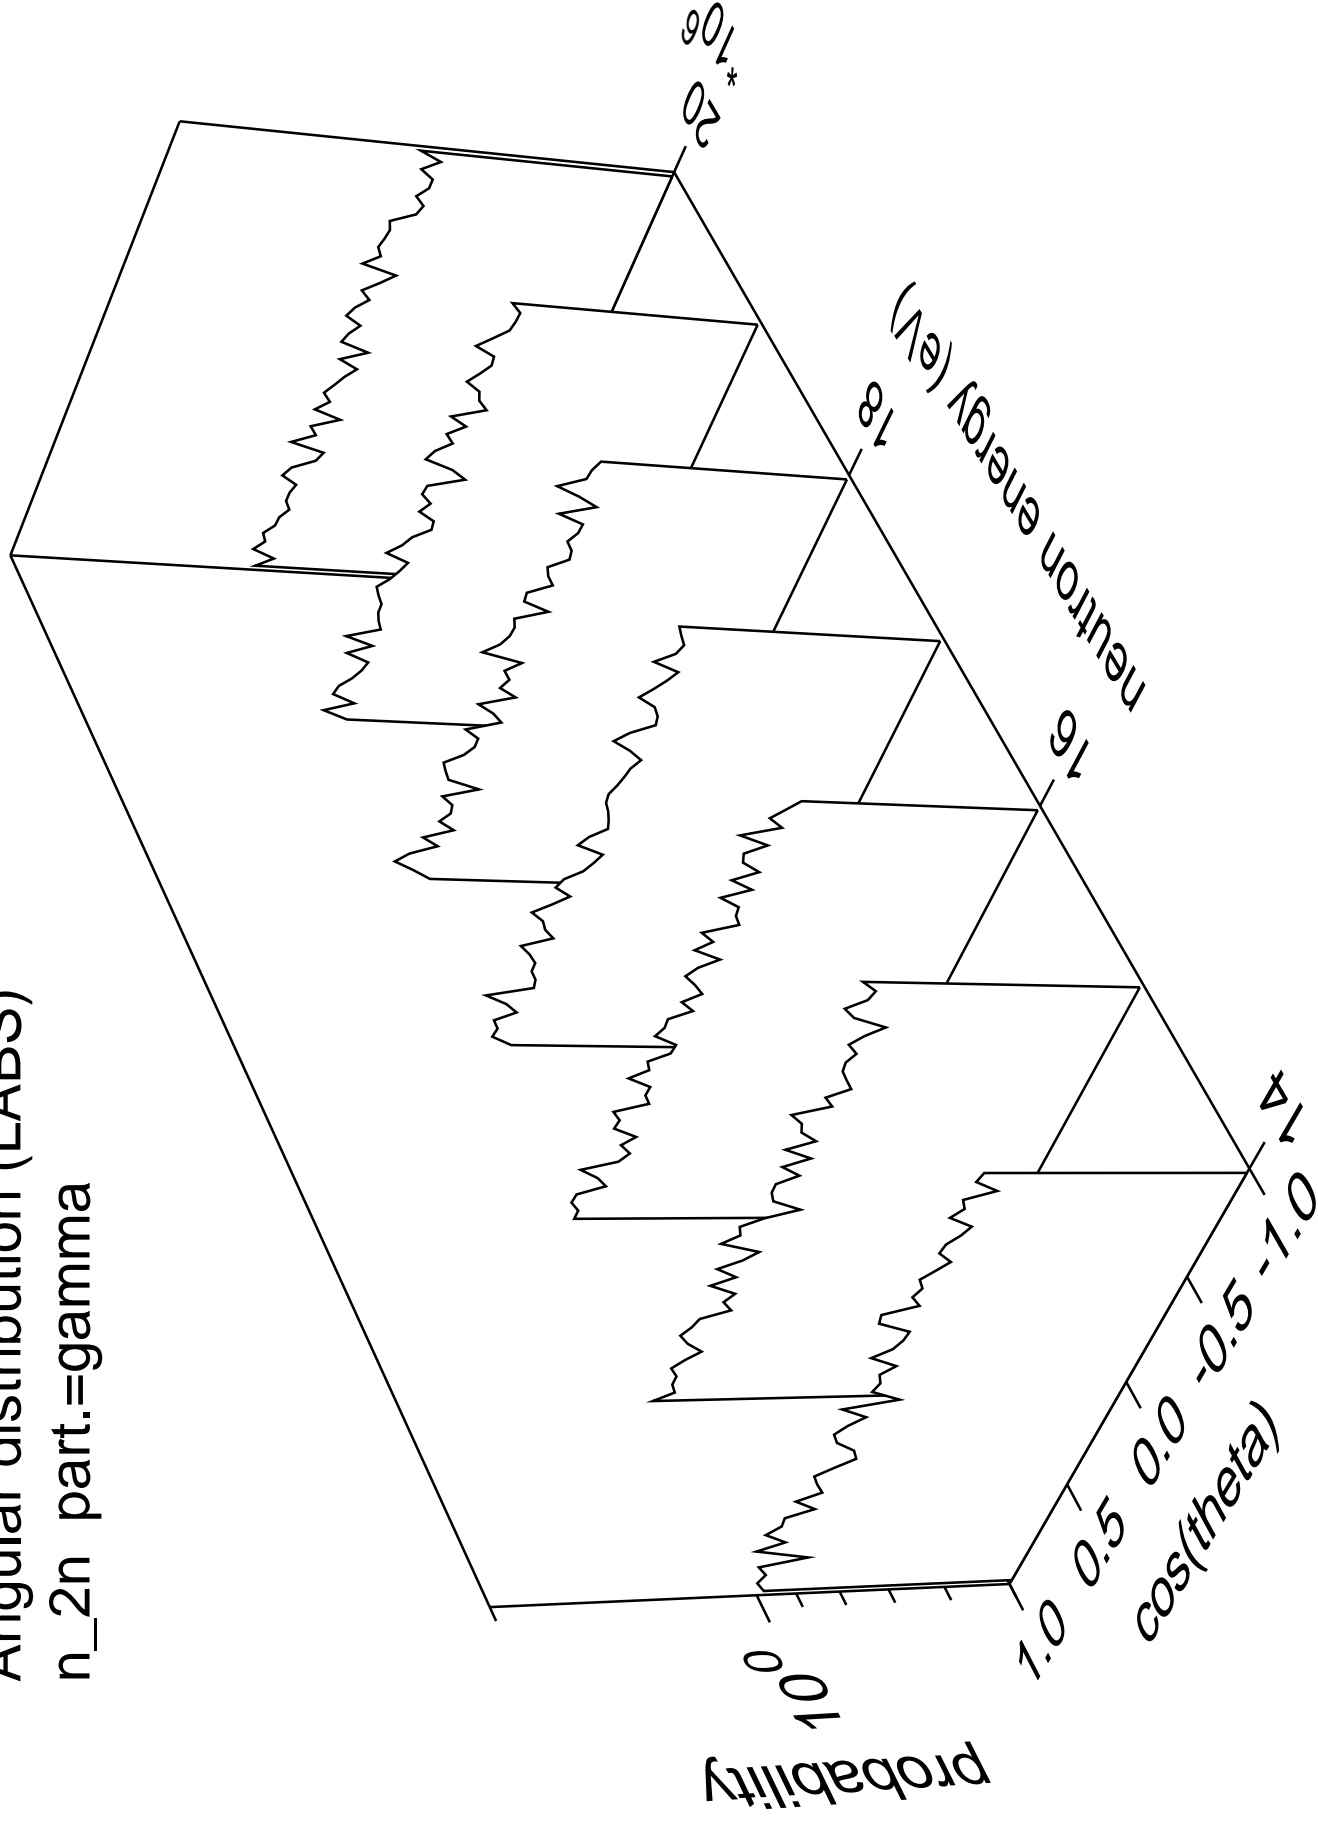 Angular distribution (LABS)
n_2n part.=gamma
probability
10^0
1.0
0.5
0.0
-0.5
-1.0
cos(theta)
14
16
18
20
*10^6
neutron energy (eV)